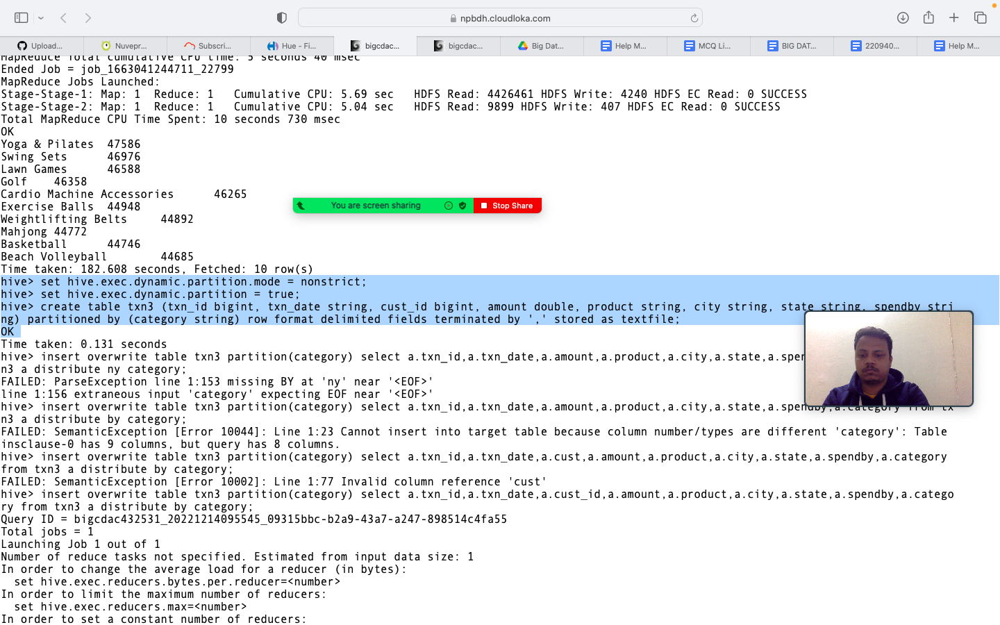 npbdh.cloudloka.com
Upload...
Nuvepr...
Subscri...
Hue - Fi...
bigcdac...
bigcdac...
Big Dat...
Help M...
MCQ Li...
BIG DAT...
220940...
Help M...
MapReduce Total cumulative CPU time: 5 seconds 40 msec
Ended Job = job_1663041244711_22799
MapReduce Jobs Launched:
Stage-Stage-1: Map: 1  Reduce: 1   Cumulative CPU: 5.69 sec   HDFS Read: 4426461 HDFS Write: 4240 HDFS EC Read: 0 SUCCESS
Stage-Stage-2: Map: 1  Reduce: 1   Cumulative CPU: 5.04 sec   HDFS Read: 9899 HDFS Write: 407 HDFS EC Read: 0 SUCCESS
Total MapReduce CPU Time Spent: 10 seconds 730 msec
OK
Yoga & Pilates  47586
Swing Sets      46976
Lawn Games      46588
Golf    46358
Cardio Machine Accessories      46265
Exercise Balls  44948
You are screen sharing
Stop Share
Weightlifting Belts     44892
Mahjong 44772
Basketball      44746
Beach Volleyball        44685
Time taken: 182.608 seconds, Fetched: 10 row(s)
hive> set hive.exec.dynamic.partition.mode = nonstrict;
hive> set hive.exec.dynamic.partition = true;
hive> create table txn3 (txn_id bigint, txn_date string, cust_id bigint, amount double, product string, city string, state string, spendby stri
ng) partitioned by (category string) row format delimited fields terminated by ',' stored as textfile;
OK
Time taken: 0.131 seconds
hive> insert overwrite table txn3 partition(category) select a.txn_id,a.txn_date,a.amount,a.product,a.city,a.state,a.spen
n3 a distribute ny category;
FAILED: ParseException line 1:153 missing BY at 'ny' near '<EOF>'
line 1:156 extraneous input 'category' expecting EOF near '<EOF>'
hive> insert overwrite table txn3 partition(category) select a.txn_id,a.txn_date,a.amount,a.product,a.city,a.state,a.spendby,a.category from tx
n3 a distribute by category;
FAILED: SemanticException [Error 10044]: Line 1:23 Cannot insert into target table because column number/types are different 'category': Table
insclause-0 has 9 columns, but query has 8 columns.
hive> insert overwrite table txn3 partition(category) select a.txn_id,a.txn_date,a.cust,a.amount,a.product,a.city,a.state,a.spendby,a.category
from txn3 a distribute by category;
FAILED: SemanticException [Error 10002]: Line 1:77 Invalid column reference 'cust'
hive> insert overwrite table txn3 partition(category) select a.txn_id,a.txn_date,a.cust_id,a.amount,a.product,a.city,a.state,a.spendby,a.catego
ry from txn3 a distribute by category;
Query ID = bigcdac432531_20221214095545_09315bbc-b2a9-43a7-a247-898514c4fa55
Total jobs = 1
Launching Job 1 out of 1
Number of reduce tasks not specified. Estimated from input data size: 1
In order to change the average load for a reducer (in bytes):
  set hive.exec.reducers.bytes.per.reducer=<number>
In order to limit the maximum number of reducers:
  set hive.exec.reducers.max=<number>
In order to set a constant number of reducers: